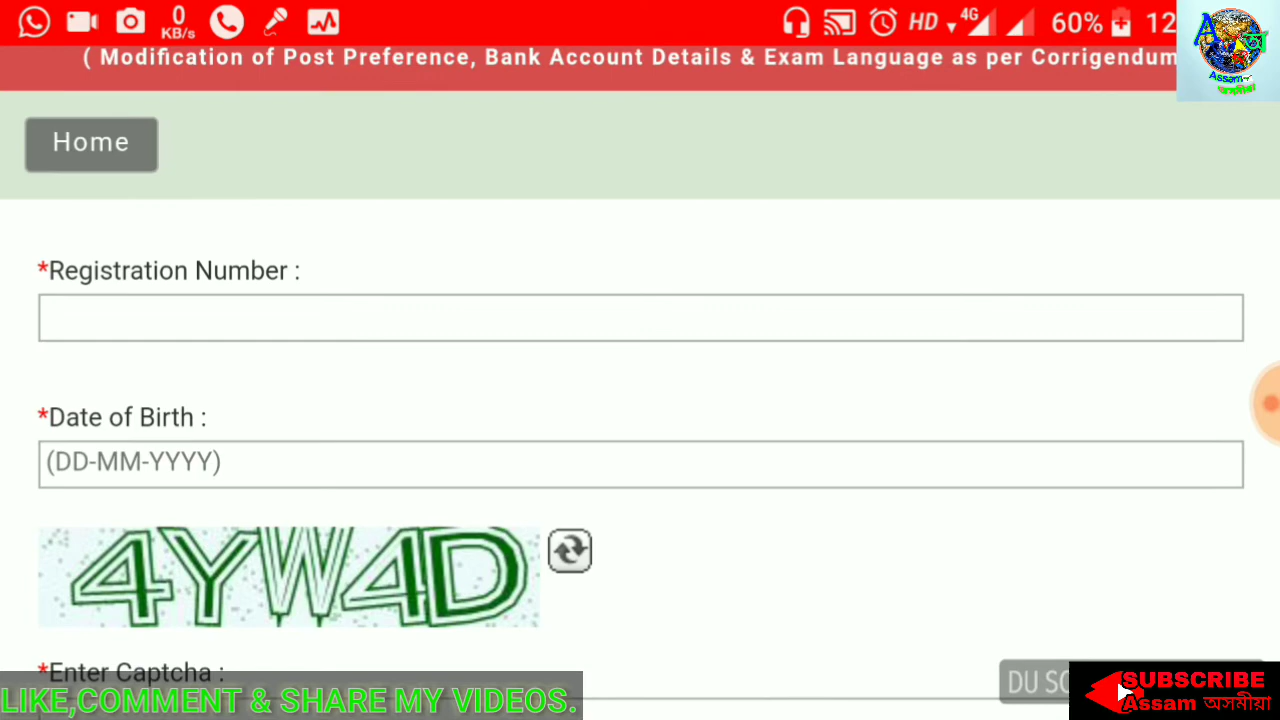 0
KB/s
HD
4G
60%
12
( Modification of Post Preference, Bank Account Details & Exam Language as per Corrigendum
Assam
Home
*Registration Number :
*Date of Birth :
(DD-MM-YYYY)
4YW4D
*Enter Captcha :
DU SC
LIKE,COMMENT & SHARE MY VIDEOS.
SUBSCRIBE
Assam অসমীয়া